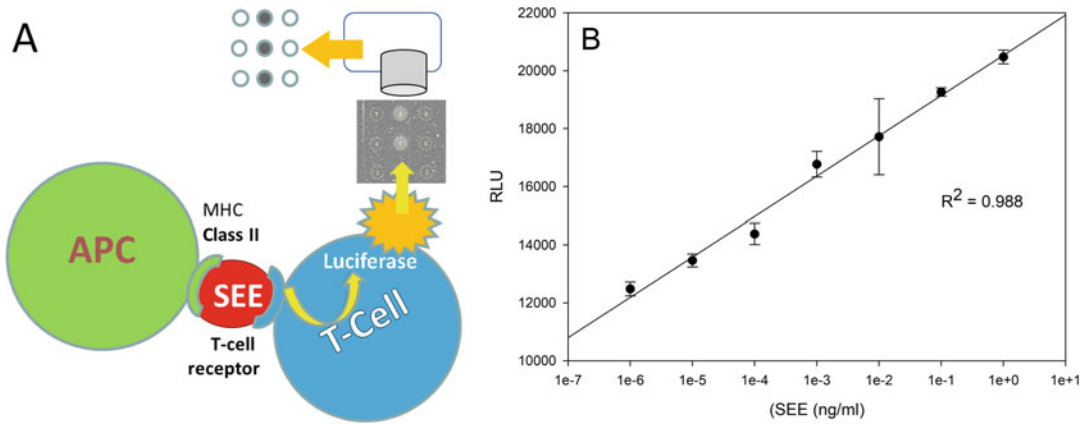 A
APC
MHC
Class II
SEE
T-cell
receptor
Luciferase
T-Cell
B
22000
20000
18000
16000
14000
12000
10000
RLU
R² = 0.988
1e-7
1e-6
1e-5
1e-4
1e-3
1e-2
1e-1
1e+0
1e+1
(SEE (ng/ml)